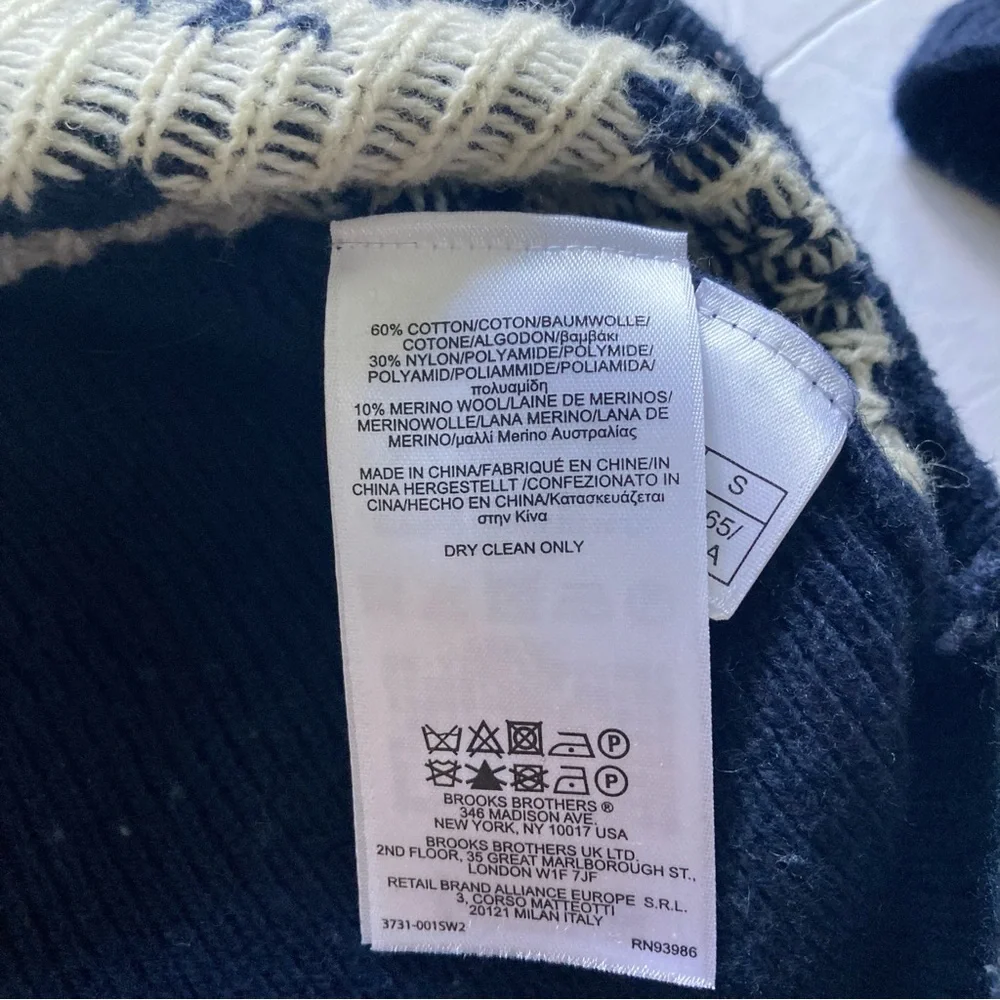 60% COTTON/COTON/BAUMWOLLE/
COTONE/ALGODON/βαμβάκι
30% NYLON/POLYAMIDE/POLYMIDE/
POLYAMID/POLIAMMIDE/POLIAMIDA/
πολυαμίδη
10% MERINO WOOL/LAINE DE MERINOS/
MERINOWOLLE/LANA MERINO/LANA DE
MERINO/μαλλί Merino Αυστραλίας
MADE IN CHINA/FABRIQUÉ EN CHINE/IN
CHINA HERGESTELLT /CONFEZIONATO IN
CINA/HECHO EN CHINA/Κατασκευάζεται
στην Κίνα
DRY CLEAN ONLY
P
P
BROOKS BROTHERS ®
346 MADISON AVE.
NEW YORK, NY 10017 USA
BROOKS BROTHERS UK LTD.
2ND FLOOR, 35 GREAT MARLBOROUGH ST.,
LONDON W1F 7JF
RETAIL BRAND ALLIANCE EUROPE S.R.L.
3, CORSO MATTEOTTI
20121 MILAN ITALY
3731-001SW2
RN93986
S
65/
A